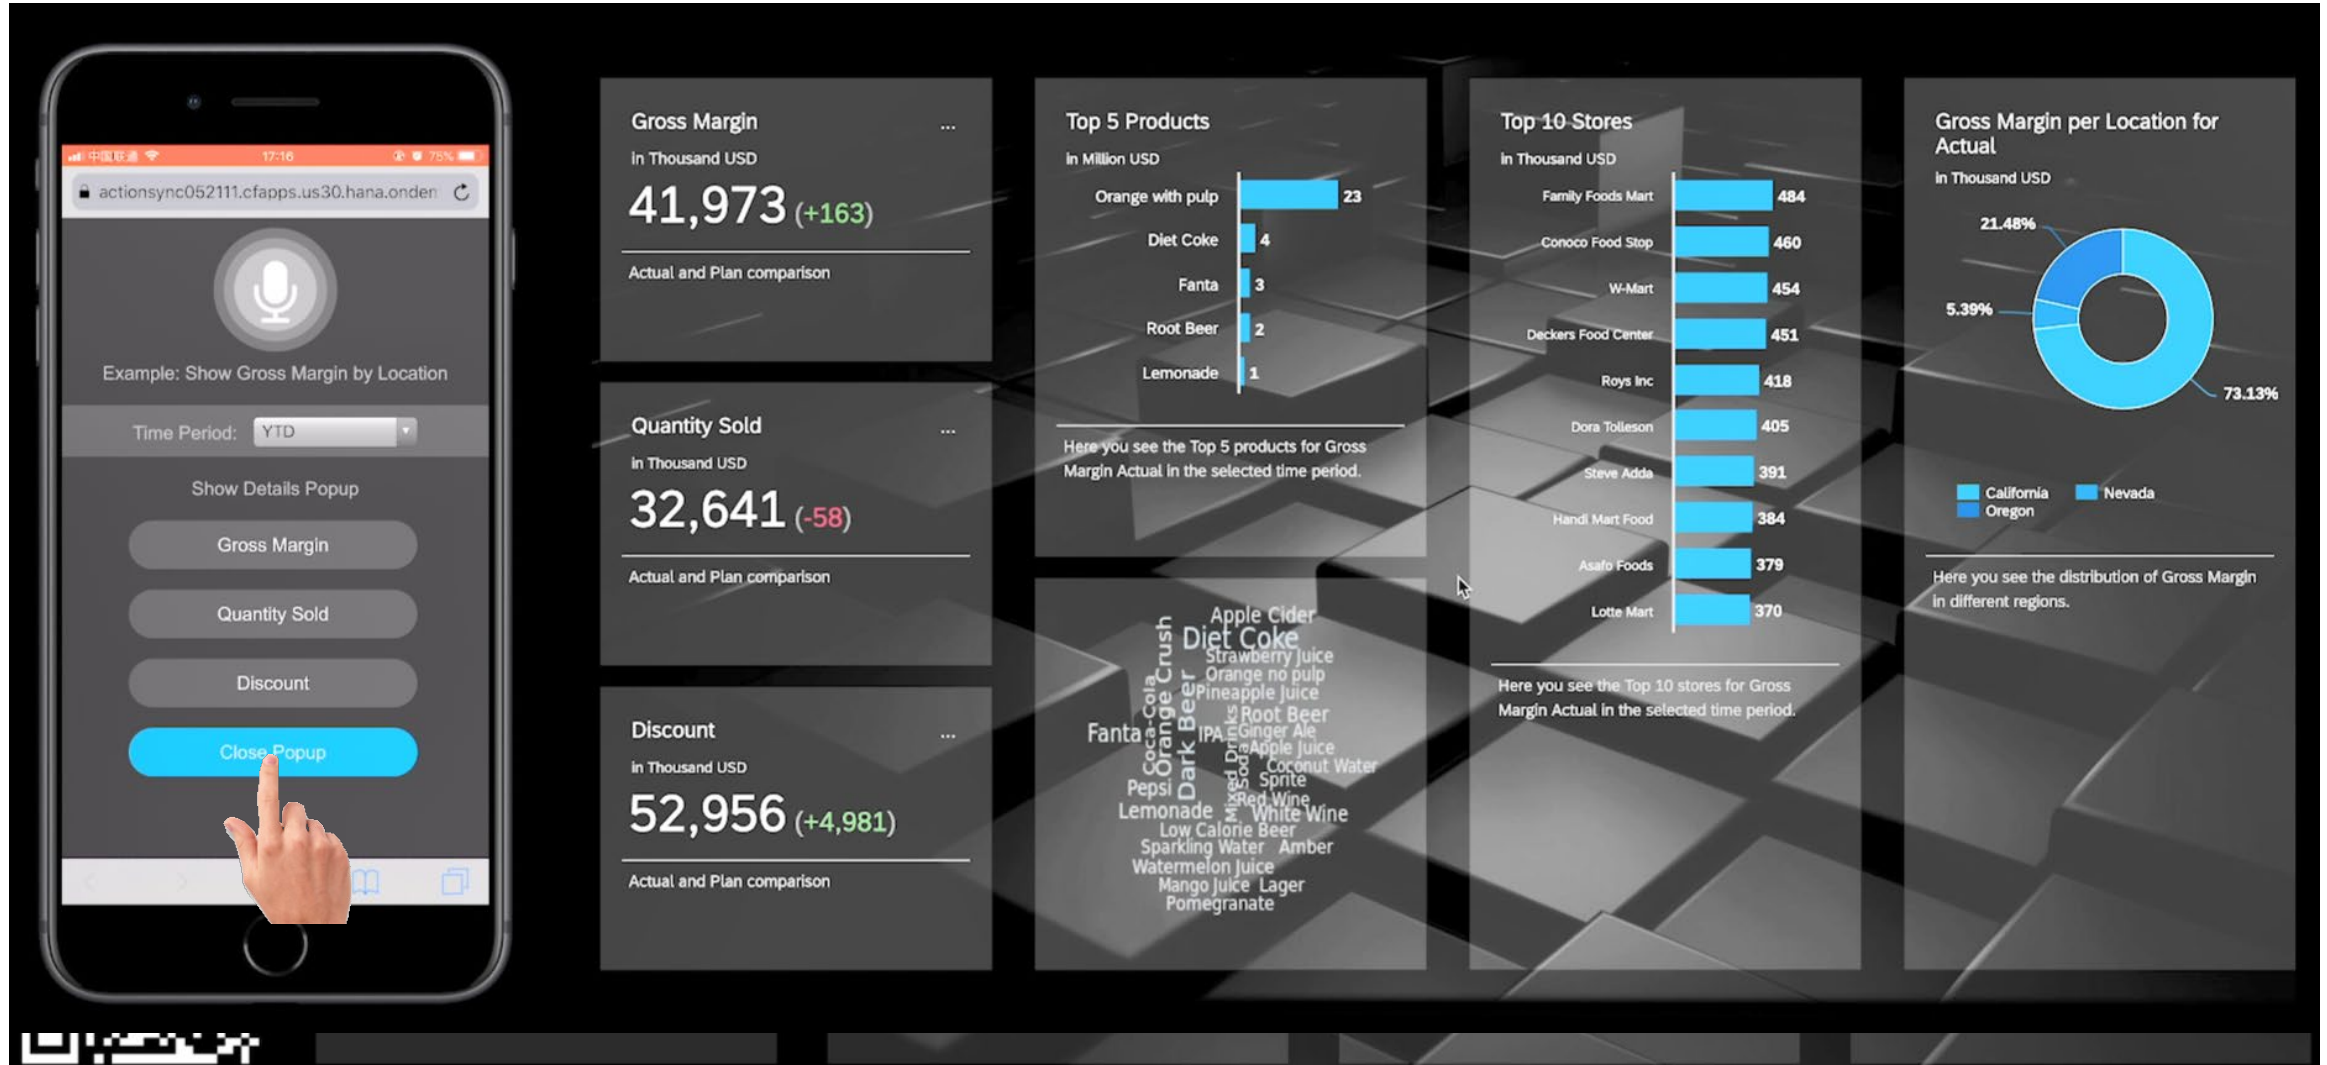 中国联通
17:16
75%
actionsync052111.cfapps.us30.hana.onden
Example: Show Gross Margin by Location
Time Period:
YTD
Show Details Popup
Gross Margin
Quantity Sold
Discount
Close Popup
Gross Margin
...
in Thousand USD
41,973 (+163)
Actual and Plan comparison
Quantity Sold
...
in Thousand USD
32,641 (-58)
Actual and Plan comparison
Discount
...
in Thousand USD
52,956 (+4,981)
Actual and Plan comparison
Top 5 Products
in Million USD
Orange with pulp 23
Diet Coke 4
Fanta 3
Root Beer 2
Lemonade 1
Here you see the Top 5 products for Gross
Margin Actual in the selected time period.
Apple Cider
Diet Coke
Strawberry Juice
Orange no pulp
Pineapple Juice
Orange Crush
Coca-Cola
Dark Beer
Root Beer
Fanta
IPA
Ginger Ale
Apple Juice
Mixed Drinks
Soda
Coconut Water
Sprite
Pepsi
Red Wine
Lemonade
White Wine
Low Calorie Beer
Sparkling Water
Amber
Watermelon Juice
Mango Juice
Lager
Pomegranate
Top 10 Stores
in Thousand USD
Family Foods Mart 484
Conoco Food Stop 460
W-Mart 454
Deckers Food Center 451
Roys Inc 418
Dora Tolleson 405
Steve Adda 391
Handi Mart Food 384
Asafo Foods 379
Lotte Mart 370
Here you see the Top 10 stores for Gross
Margin Actual in the selected time period.
Gross Margin per Location for
Actual
in Thousand USD
21.48%
5.39%
73.13%
California
Nevada
Oregon
Here you see the distribution of Gross Margin
in different regions.